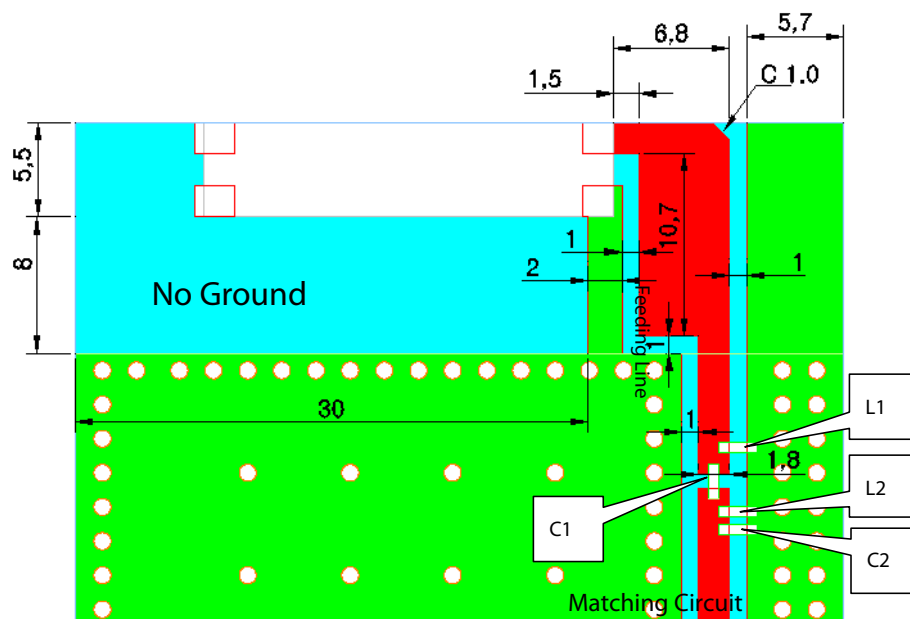 5,7
6,8
C 1.0
1,5
5,5
10,7
1
8
2
1
No Ground
Feeding Line
1
30
1
1,8
L1
L2
C1
C2
Matching Circuit